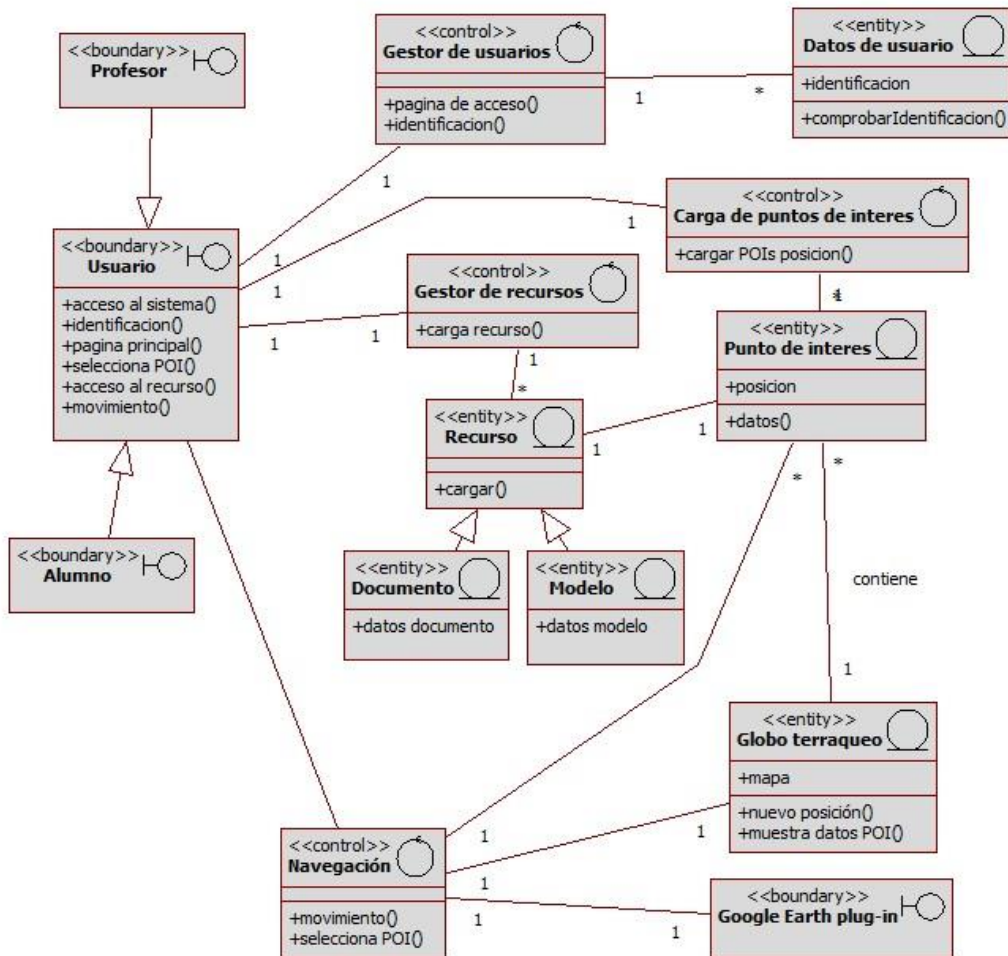 <<boundary>>
Profesor
<<control>>
Gestor de usuarios
+pagina de acceso()
+identificacion()
1
*
<<entity>>
Datos de usuario
+identificacion
+comprobarIdentificacion()
1
1
<<control>>
Carga de puntos de interes
+cargar POIs posicion()
1
1
<<boundary>>
Usuario
+acceso al sistema()
+identificacion()
+pagina principal()
+selecciona POI()
+acceso al recurso()
+movimiento()
1
1
<<control>>
Gestor de recursos
+carga recurso()
1
*
<<entity>>
Punto de interes
+posicion
+datos()
<<entity>>
Recurso
+cargar()
1
1
*
*
<<boundary>>
Alumno
<<entity>>
Documento
+datos documento
<<entity>>
Modelo
+datos modelo
contiene
1
<<entity>>
Globo terraqueo
+mapa
+nuevo posición()
+muestra datos POI()
<<control>>
Navegación
+movimiento()
+selecciona POI()
1
1
1
1
1
<<boundary>>
Google Earth plug-in